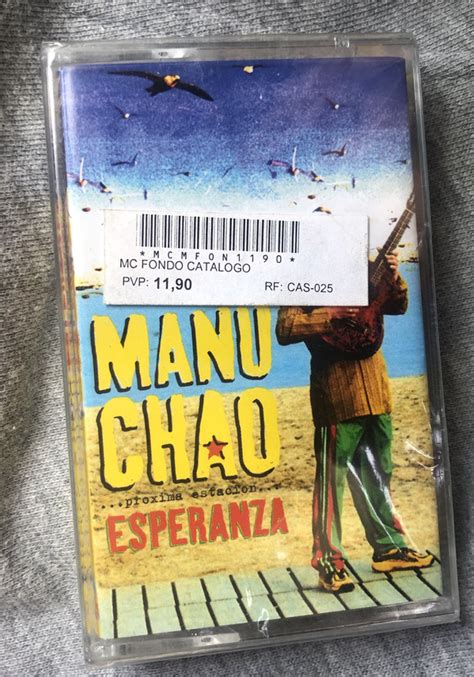 *MCMFON1190*
MC FONDO CATALOGO
PVP: 11,90 RF: CAS-025
MANU
CHAO
...proxima estacion...
ESPERANZA